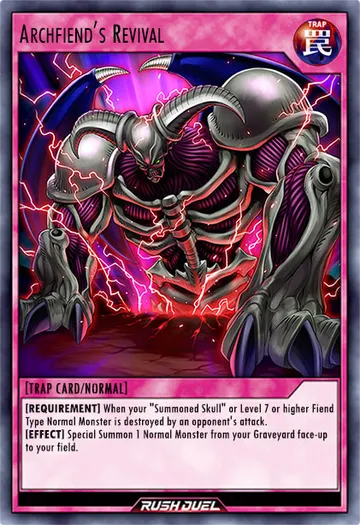 Archfiend's Revival
TRAP
罠
[TRAP CARD/NORMAL]
[REQUIREMENT] When your "Summoned Skull" or Level 7 or higher Fiend
Type Normal Monster is destroyed by an opponent's attack.
[EFFECT] Special Summon 1 Normal Monster from your Graveyard face-up
to your field.
RUSH DUEL